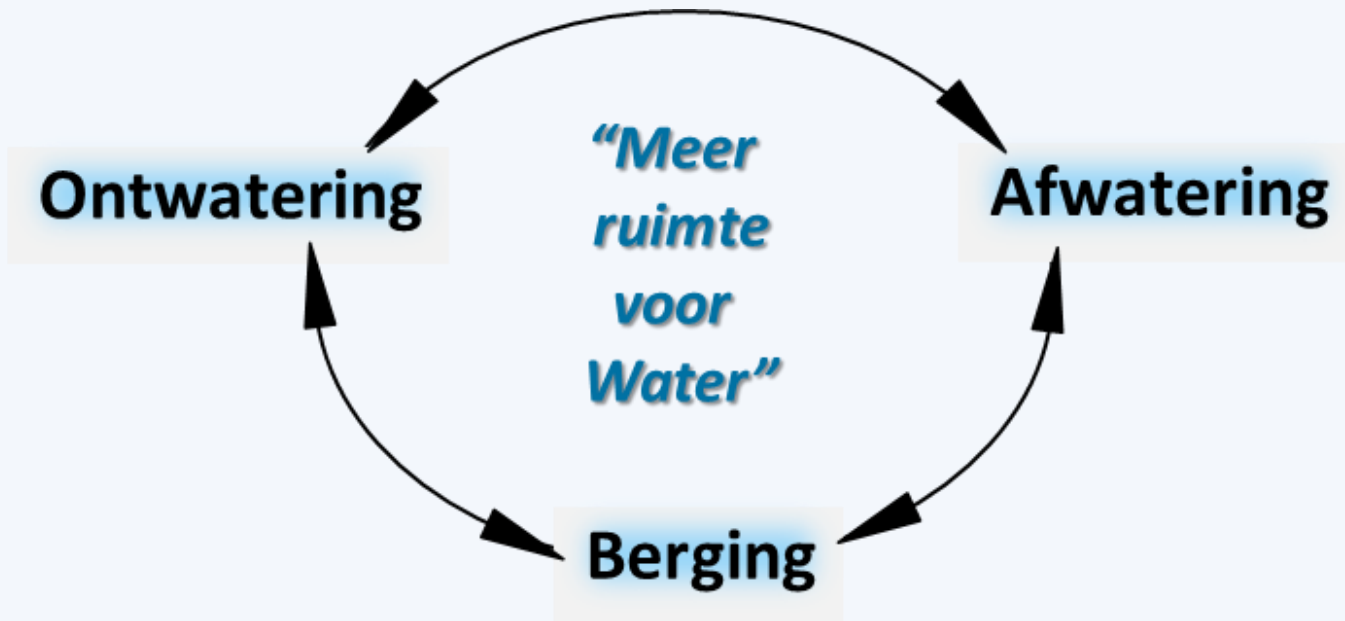 Ontwatering
“Meer
ruimte
voor
Water”
Afwatering
Berging